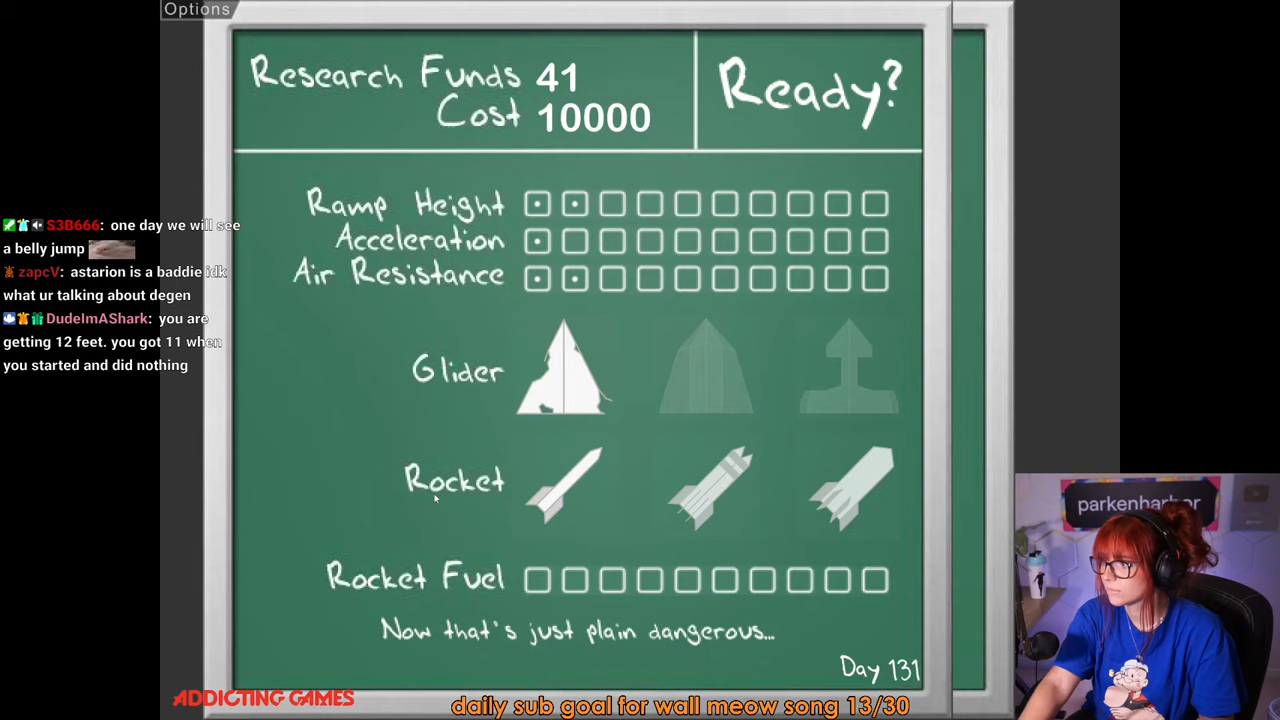 Options
Research Funds 41
Cost 10000
Ready?
Ramp Height
Acceleration
Air Resistance
S3B666: one day we will see
a belly jump
zapcV: astarion is a baddie idk
what ur talking about degen
DudeImAShark: you are
getting 12 feet. you got 11 when
you started and did nothing
Glider
Rocket
Rocket Fuel
Now that's just plain dangerous...
Day 131
ADDICTING GAMES
daily sub goal for wall meow song 13/30
parkenharbor